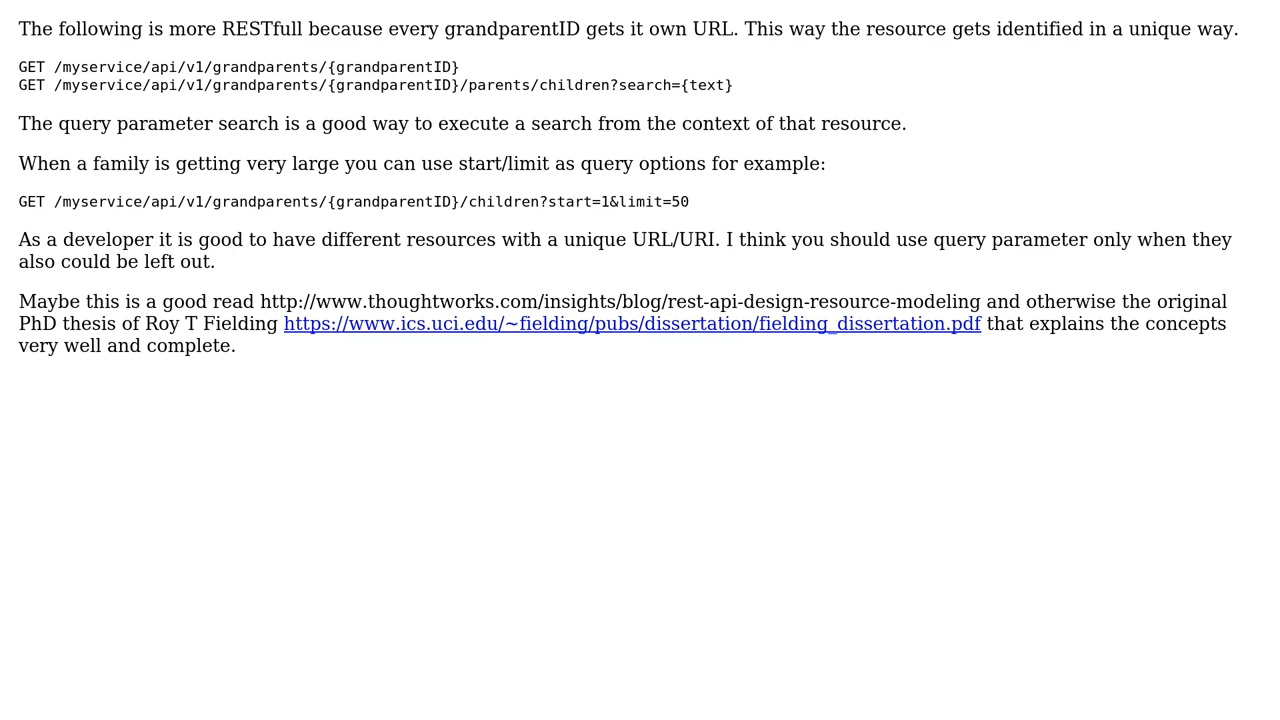 The following is more RESTfull because every grandparentID gets it own URL. This way the resource gets identified in a unique way.
GET /myservice/api/v1/grandparents/{grandparentID}
GET /myservice/api/v1/grandparents/{grandparentID}/parents/children?search={text}
The query parameter search is a good way to execute a search from the context of that resource.
When a family is getting very large you can use start/limit as query options for example:
GET /myservice/api/v1/grandparents/{grandparentID}/children?start=1&limit=50
As a developer it is good to have different resources with a unique URL/URI. I think you should use query parameter only when they
also could be left out.
Maybe this is a good read http://www.thoughtworks.com/insights/blog/rest-api-design-resource-modeling and otherwise the original
PhD thesis of Roy T Fielding https://www.ics.uci.edu/~fielding/pubs/dissertation/fielding_dissertation.pdf that explains the concepts
very well and complete.